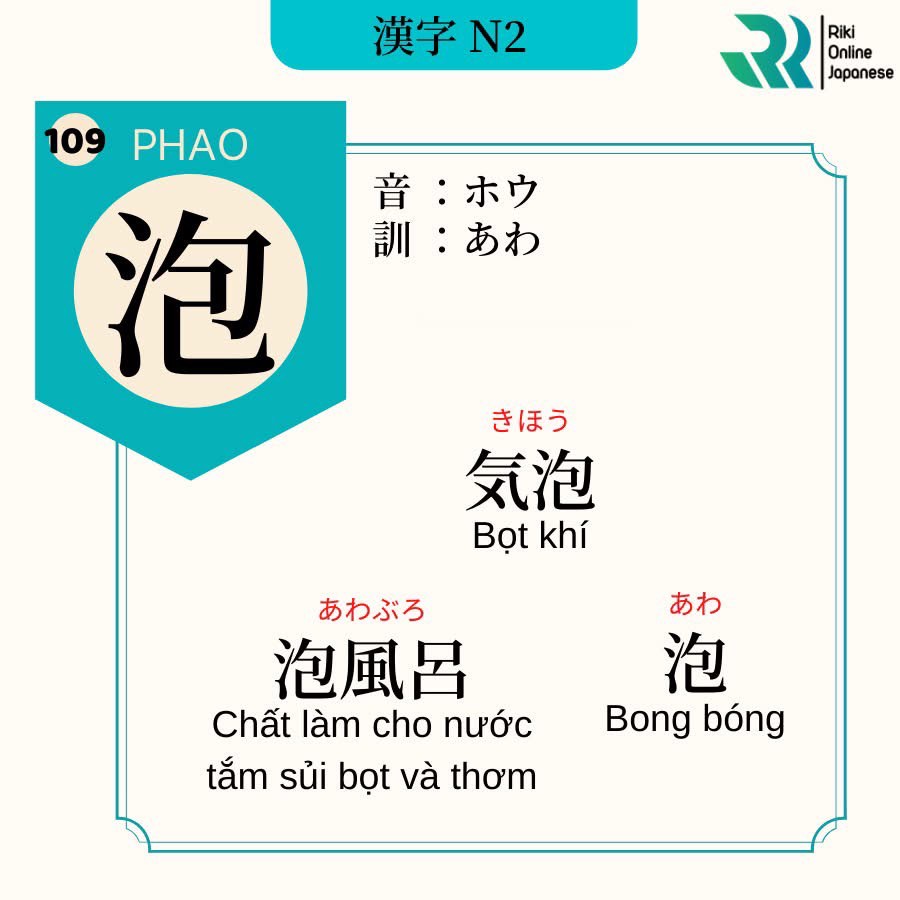 漢字 N2
Riki
Online
Japanese
109 PHAO
泡
音 ：ホウ
訓 ：あわ
きほう
気泡
Bọt khí
あわぶろ
泡風呂
Chất làm cho nước
tắm sủi bọt và thơm
あわ
泡
Bong bóng